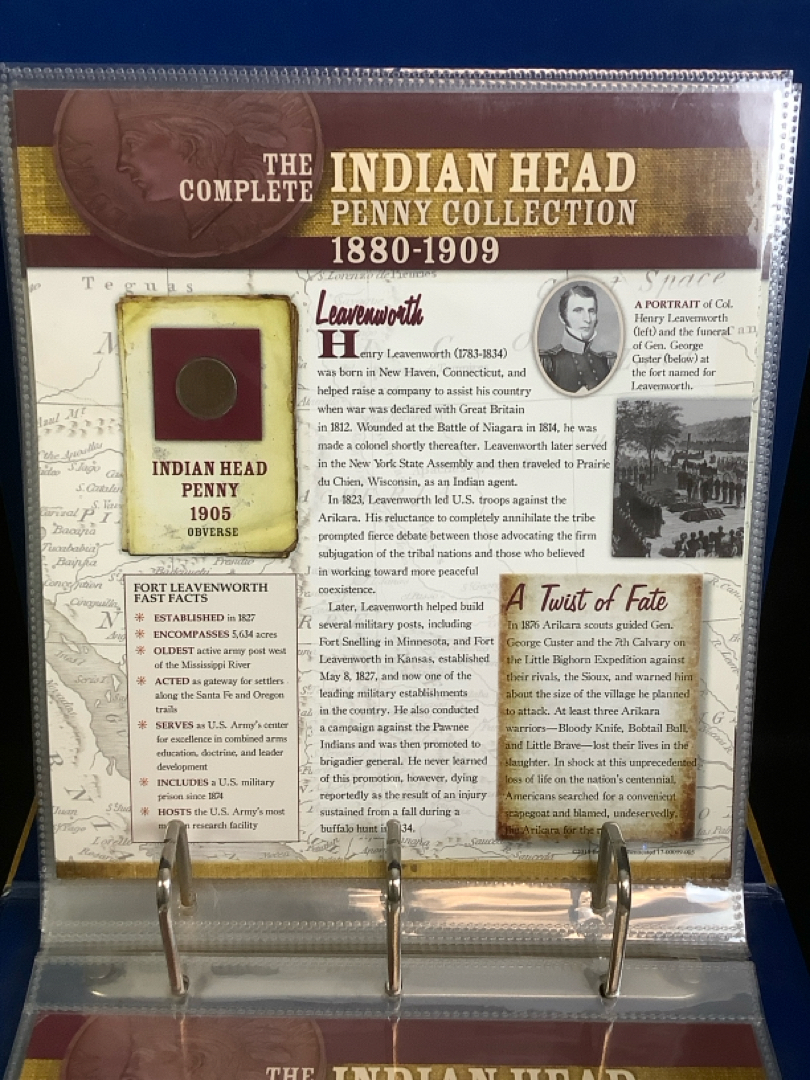 THE
COMPLETE
INDIAN HEAD
PENNY COLLECTION
1880-1909
Teguas
S. Lorenzo de
Space
INDIAN HEAD
PENNY
1905
OBVERSE
FORT LEAVENWORTH
FAST FACTS
ESTABLISHED in 1827
ENCOMPASSES 5,634 acres
OLDEST active army post west
of the Mississippi River
ACTED as gateway for settlers
along the Santa Fe and Oregon
trails
SERVES as U.S. Army's center
for excellence in combined arms
education, doctrine, and leader
development
INCLUDES a U.S. military
prison since 1874
HOSTS the U.S. Army's most
research facility
Leavenworth
Henry Leavenworth (1783-1834)
was born in New Haven, Connecticut, and
helped raise a company to assist his country
when war was declared with Great Britain
in 1812. Wounded at the Battle of Niagara in 1814, he was
made a colonel shortly thereafter. Leavenworth later served
in the New York State Assembly and then traveled to Prairie
du Chien, Wisconsin, as an Indian agent.
In 1823, Leavenworth led U.S. troops against the
Arikara. His reluctance to completely annihilate the tribe
prompted fierce debate between those advocating the firm
subjugation of the tribal nations and those who believed
in working toward more peaceful
coexistence.
Later, Leavenworth helped build
several military posts, including
Fort Snelling in Minnesota, and Fort
Leavenworth in Kansas, established
May 8, 1827, and now one of the
leading military establishments
in the country. He also conducted
a campaign against the Pawnee
Indians and was then promoted to
brigadier general. He never learned
of this promotion, however, dying
reportedly as the result of an injury
sustained from a fall during a
buffalo hunt in 34.
A PORTRAIT of Col.
Henry Leavenworth
(left) and the funeral
of Gen. George
Custer (below) at
the fort named for
Leavenworth.
A Twist of Fate
In 1876 Arikara scouts guided Gen.
George Custer and the 7th Calvary on
the Little Bighorn Expedition against
their rivals, the Sioux, and warned him
about the size of the village he planned
to attack. At least three Arikara
warriors—Bloody Knife, Bobtail Bull,
and Little Brave—lost their lives in the
slaughter. In shock at this unprecedented
loss of life on the nation's centennial,
Americans searched for a convenient
scapegoat and blamed, undeservedly,
the Arikara for the
THE
INDIAN HEAD